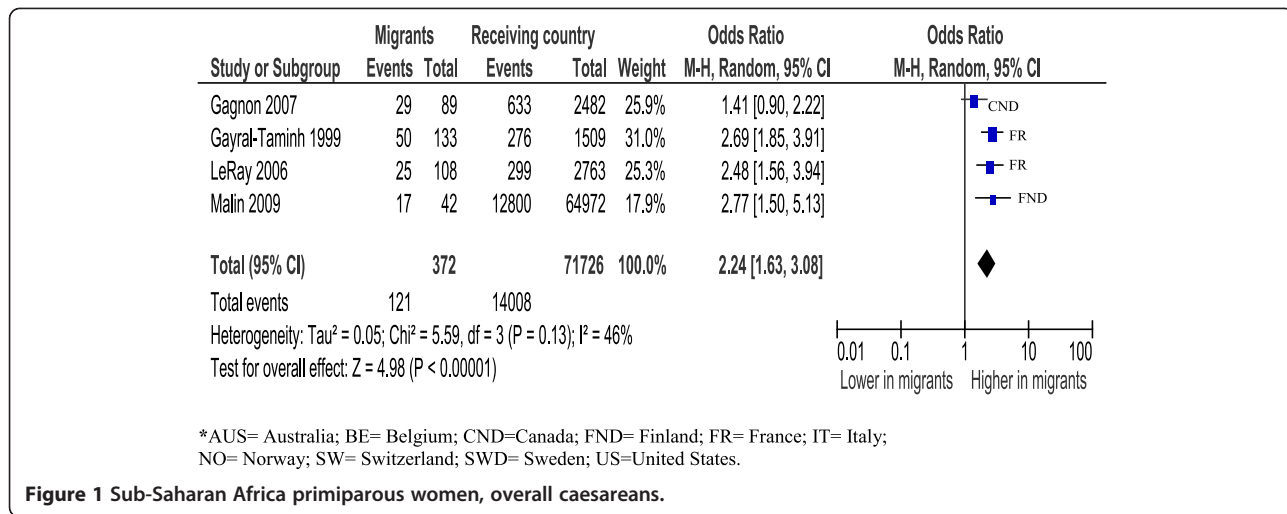 Migrants Receiving country Odds Ratio Odds Ratio
Study or Subgroup Events Total Events Total Weight M-H, Random, 95% CI M-H, Random, 95% CI
Gagnon 2007 29 89 633 2482 25.9% 1.41 [0.90, 2.22] CND
Gayral-Taminh 1999 50 133 276 1509 31.0% 2.69 [1.85, 3.91] FR
LeRay 2006 25 108 299 2763 25.3% 2.48 [1.56, 3.94] FR
Malin 2009 17 42 12800 64972 17.9% 2.77 [1.50, 5.13] FND
Total (95% CI) 372 71726 100.0% 2.24 [1.63, 3.08]
Total events 121 14008
Heterogeneity: Tau² = 0.05; Chi² = 5.59, df = 3 (P = 0.13); I² = 46%
Test for overall effect: Z = 4.98 (P < 0.00001)
0.01 0.1 1 10 100
Lower in migrants Higher in migrants
*AUS= Australia; BE= Belgium; CND=Canada; FND= Finland; FR= France; IT= Italy;
NO= Norway; SW= Switzerland; SWD= Sweden; US=United States.
Figure 1 Sub-Saharan Africa primiparous women, overall caesareans.